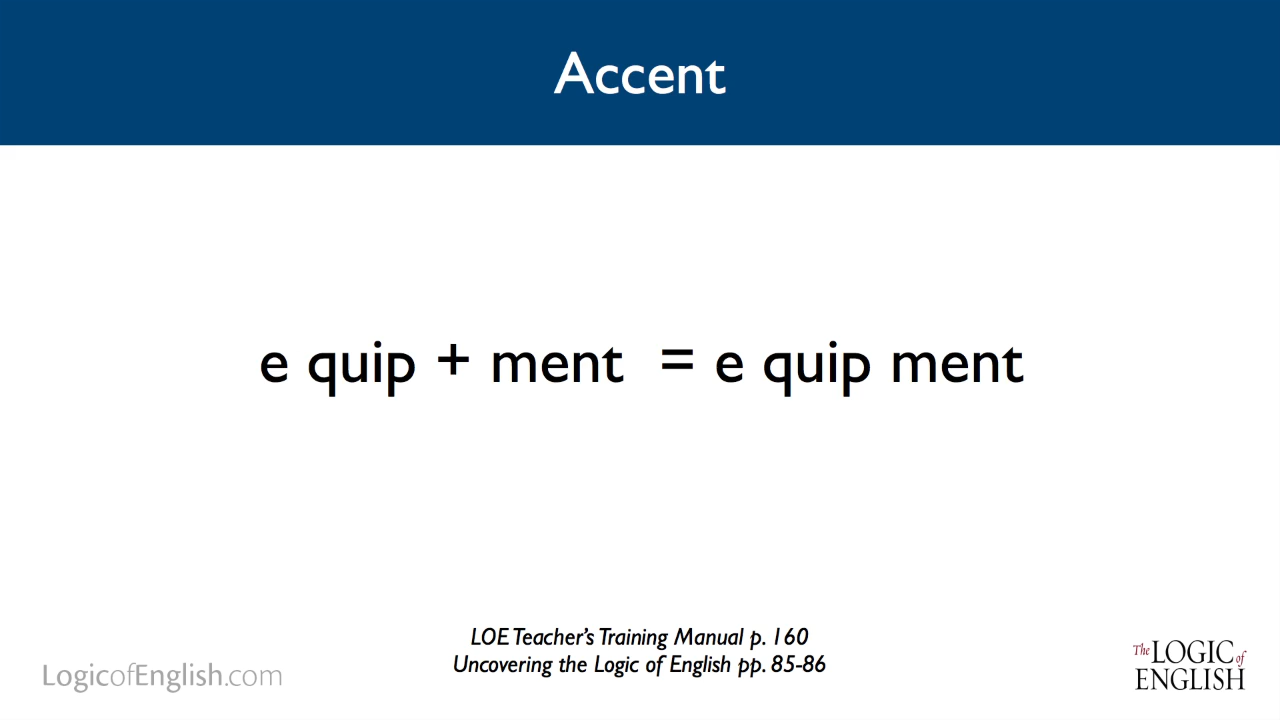 Accent
e quip + ment = e quip ment
LOE Teacher's Training Manual p. 160
Uncovering the Logic of English pp. 85-86
LogicofEnglish.com
The LOGIC of
ENGLISH